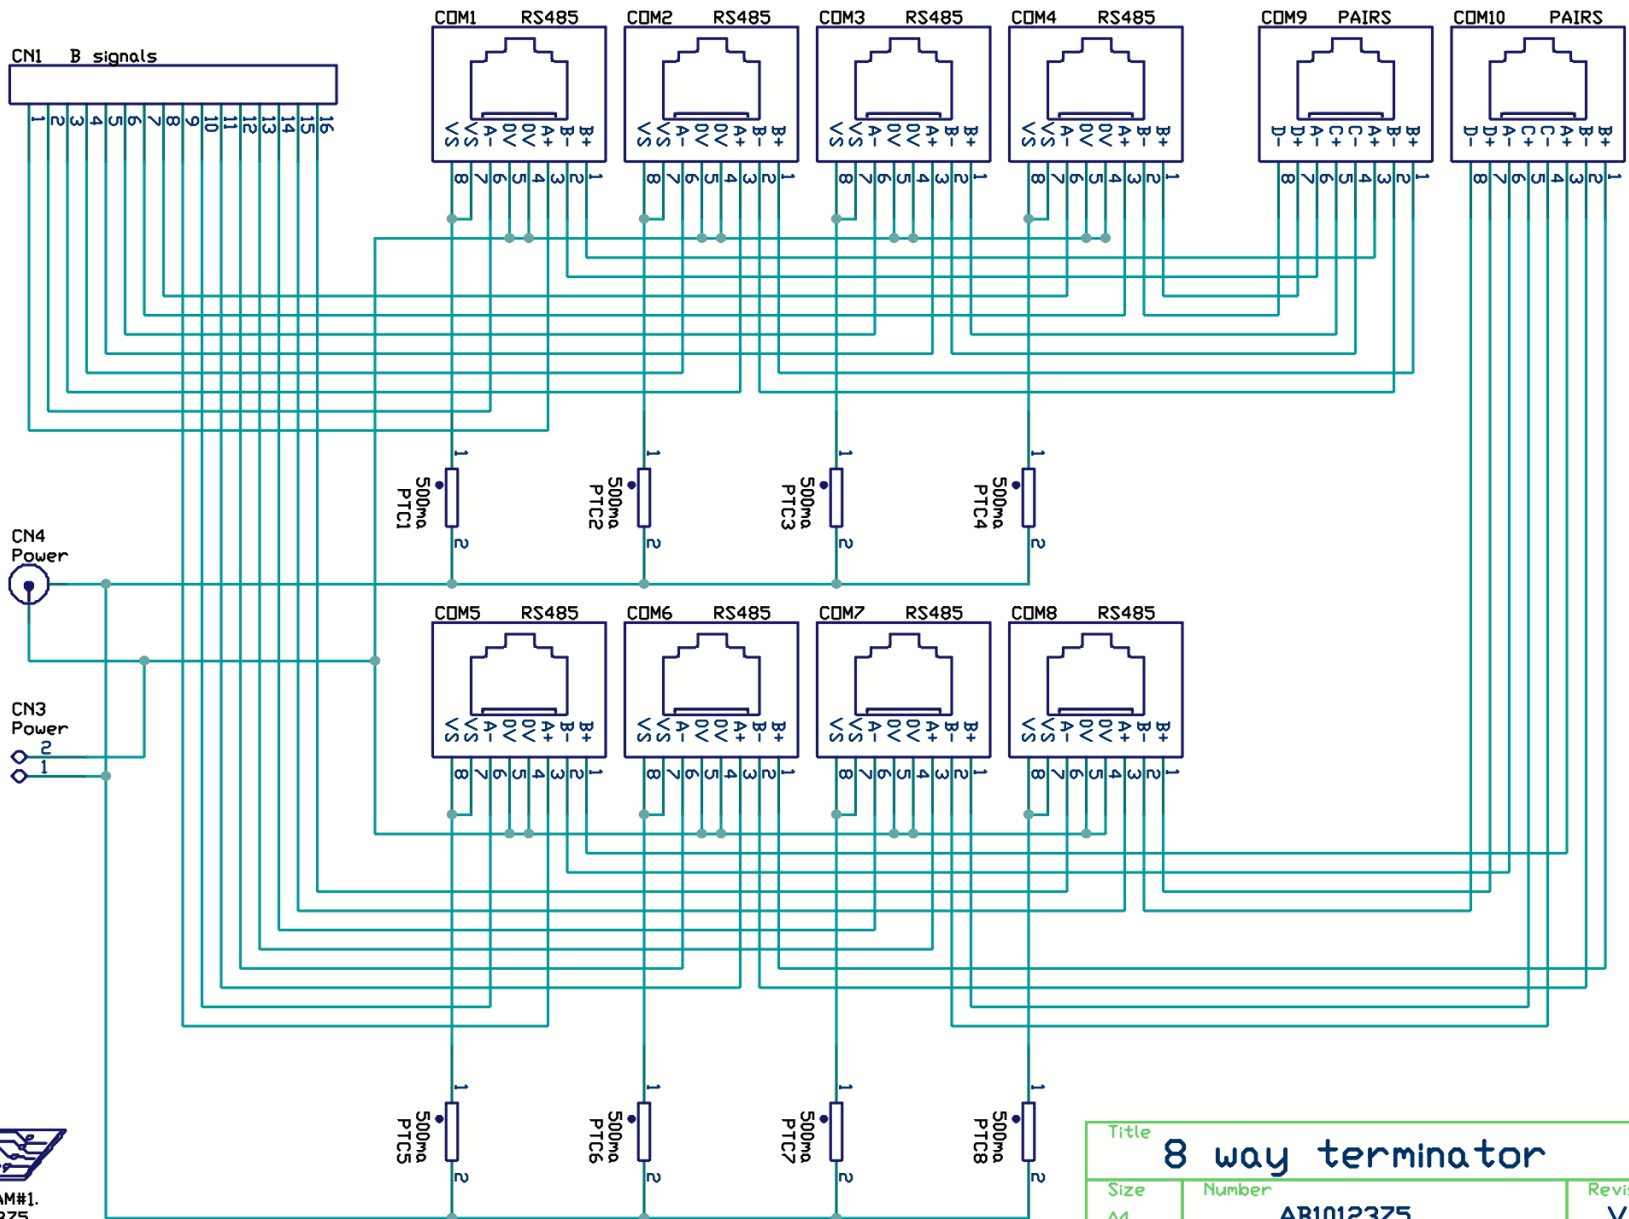 COM1 RS485
COM2 RS485
COM3 RS485
COM4 RS485
COM9 PAIRS
COM10 PAIRS
CN1 B signals
1 2 3 4 5 6 7 8 9 10 11 12 13 14 15 16
VS VS A- 0V 0V A+ B- B+
VS VS A- 0V 0V A+ B- B+
VS VS A- 0V 0V A+ B- B+
VS VS A- 0V 0V A+ B- B+
D- D+ A- C+ C- A+ B- B+
D- D+ A- C+ C- A+ B- B+
8 7 6 5 4 3 2 1
8 7 6 5 4 3 2 1
8 7 6 5 4 3 2 1
8 7 6 5 4 3 2 1
8 7 6 5 4 3 2 1
8 7 6 5 4 3 2 1
1
500ma
PTC1
2
1
500ma
PTC2
2
1
500ma
PTC3
2
1
500ma
PTC4
2
CN4
Power
CN3
Power
2
1
COM5 RS485
COM6 RS485
COM7 RS485
COM8 RS485
VS VS A- 0V 0V A+ B- B+
VS VS A- 0V 0V A+ B- B+
VS VS A- 0V 0V A+ B- B+
VS VS A- 0V 0V A+ B- B+
8 7 6 5 4 3 2 1
8 7 6 5 4 3 2 1
8 7 6 5 4 3 2 1
8 7 6 5 4 3 2 1
1
500ma
PTC5
2
1
500ma
PTC6
2
1
500ma
PTC7
2
1
500ma
PTC8
2
AM#1.
Title
8 way terminator
Size
Number
Revis
A4
AB101237S